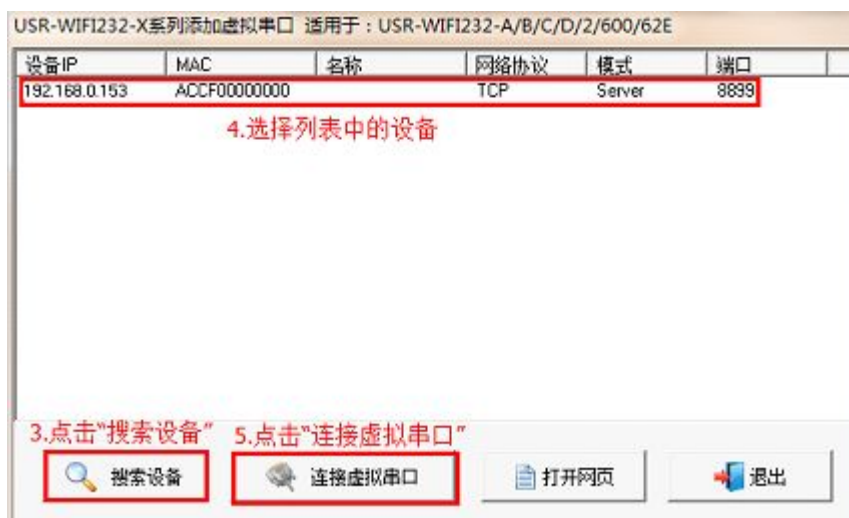 USR-WIFI232-X系列添加虚拟串口 适用于：USR-WIFI232-A/B/C/D/2/600/62E
设备IP MAC 名称 网络协议 模式 端口
192.168.0.153 ACCF00000000 TCP Server 8899
4.选择列表中的设备
3.点击“搜索设备” 5.点击“连接虚拟串口”
搜索设备 连接虚拟串口 打开网页 退出